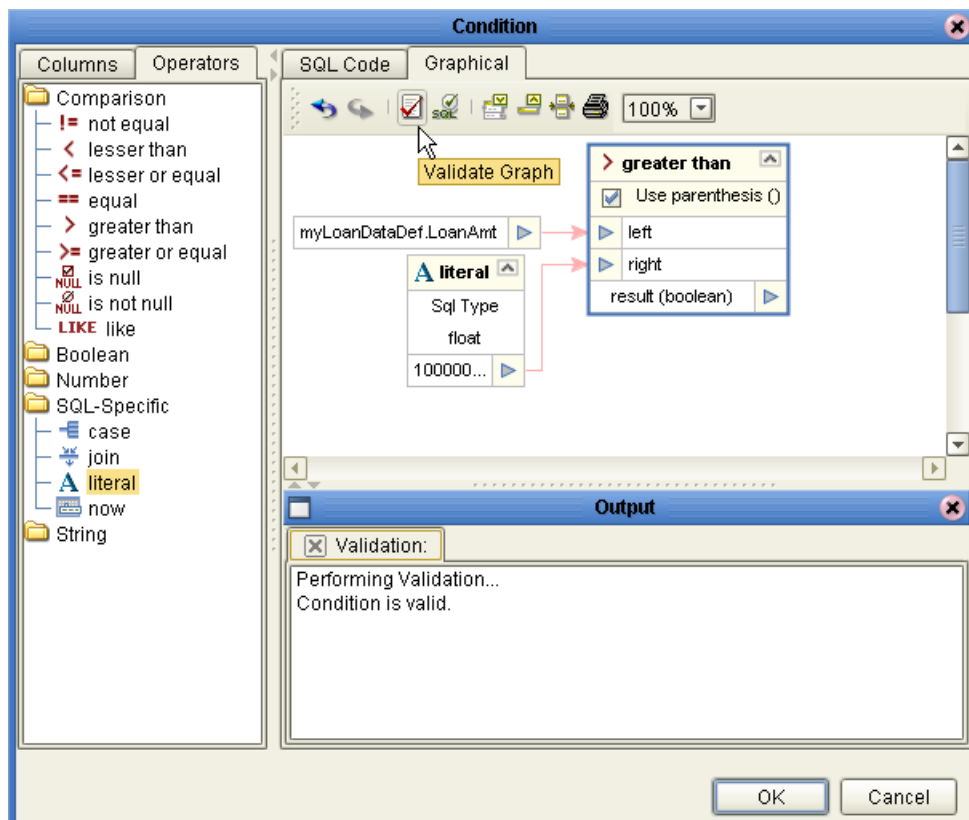 Condition
Columns Operators
Comparison
!= not equal
< lesser than
<= lesser or equal
== equal
> greater than
>= greater or equal
NULL is null
NULL is not null
LIKE like
Boolean
Number
SQL-Specific
case
join
A literal
now
String
SQL Code Graphical
SQL 100%
Validate Graph
> greater than
Use parenthesis ()
myLoanDataDef.LoanAmt
left
right
result (boolean)
A literal
Sql Type
float
100000...
Output
Validation:
Performing Validation...
Condition is valid.
OK Cancel